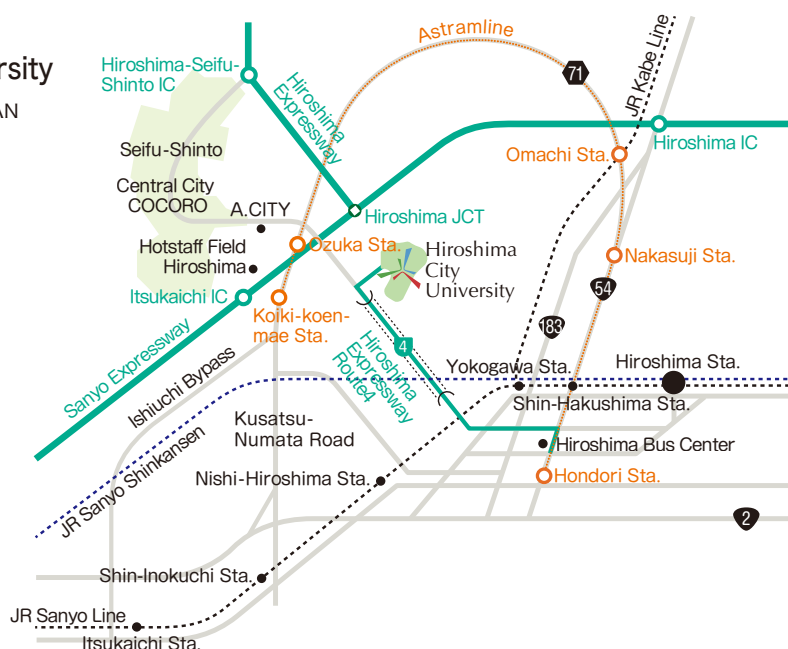 rsity
AN
Astramline
JR Kabe Line
71
Hiroshima-Seifu-
Shinto IC
Hiroshima
Expressway
Hiroshima IC
Omachi Sta.
Seifu-Shinto
Central City
COCORO
A.CITY
Hiroshima JCT
Hotstaff Field
Hiroshima
Ozuka Sta.
Hiroshima
City
University
Nakasuji Sta.
54
Itsukaichi IC
Koiki-koen-
mae Sta.
183
4
Hiroshima
Expressway
Route4
Sanyo Expressway
Ishiuchi Bypass
Yokogawa Sta.
Hiroshima Sta.
Shin-Hakushima Sta.
Kusatsu-
Numata Road
JR Sanyo Shinkansen
Hiroshima Bus Center
Nishi-Hiroshima Sta.
Hondori Sta.
2
Shin-Inokuchi Sta.
JR Sanyo Line
Itsukaichi Sta.